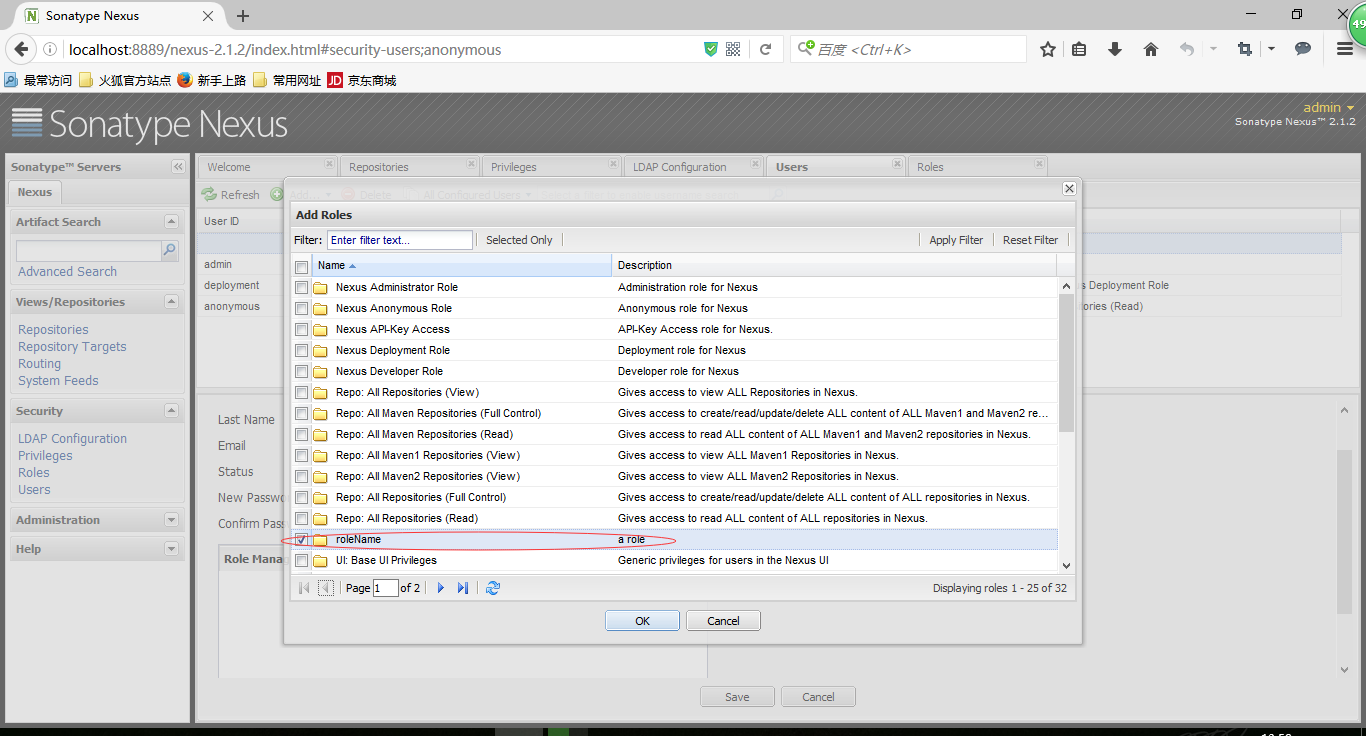 Sonatype Nexus
49
localhost:8889/nexus-2.1.2/index.html#security-users;anonymous
百度 <Ctrl+K>
最常访问 火狐官方站点 新手上路 常用网址 JD 京东商城
Sonatype Nexus
admin
Sonatype Nexus™ 2.1.2
Sonatype™ Servers
Welcome Repositories Privileges LDAP Configuration Users Roles
Nexus
Refresh Add... Delete All Configured Users
User ID
Artifact Search
Advanced Search
Views/Repositories
Repositories
Repository Targets
Routing
System Feeds
Security
LDAP Configuration
Privileges
Roles
Users
Administration
Help
admin
deployment
s Deployment Role
anonymous
ories (Read)
Last Name
Email
Status
New Passwo
Confirm Pas
Role Mana
Add Roles
Filter: Enter filter text... Selected Only Apply Filter Reset Filter
Name Description
Nexus Administrator Role Administration role for Nexus
Nexus Anonymous Role Anonymous role for Nexus
Nexus API-Key Access API-Key Access role for Nexus.
Nexus Deployment Role Deployment role for Nexus
Nexus Developer Role Developer role for Nexus
Repo: All Repositories (View) Gives access to view ALL Repositories in Nexus.
Repo: All Maven Repositories (Full Control) Gives access to create/read/update/delete ALL content of ALL Maven1 and Maven2 re...
Repo: All Maven Repositories (Read) Gives access to read ALL content of ALL Maven1 and Maven2 repositories in Nexus.
Repo: All Maven1 Repositories (View) Gives access to view ALL Maven1 Repositories in Nexus.
Repo: All Maven2 Repositories (View) Gives access to view ALL Maven2 Repositories in Nexus.
Repo: All Repositories (Full Control) Gives access to create/read/update/delete ALL content of ALL repositories in Nexus.
Repo: All Repositories (Read) Gives access to read ALL content of ALL repositories in Nexus.
roleName a role
UI: Base UI Privileges Generic privileges for users in the Nexus UI
Page 1 of 2 Displaying roles 1 - 25 of 32
OK Cancel
Save Cancel